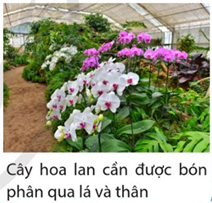 Cây hoa lan cần được bón
phân qua lá và thân